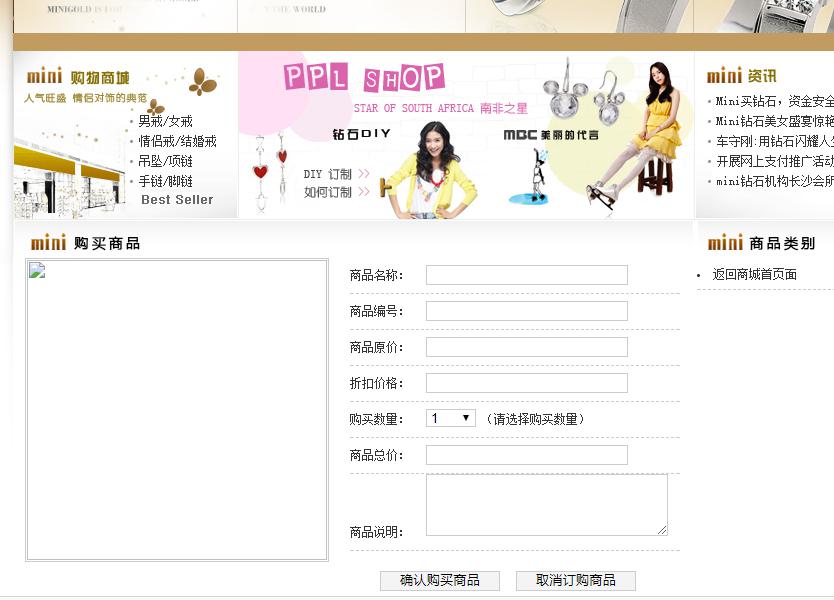 MINIGOLD IS FOR
THE WORLD
mini 购物商城
人气旺盛 情侣对饰的典范
男戒/女戒
情侣戒/结婚戒
吊坠/项链
手链/脚链
Best Seller
PPL SHOP
STAR OF SOUTH AFRICA 南非之星
钻石DIY
DIY 订制 >>
如何订制 >>
MBC 美丽的代言
mini 资讯
Mini买钻石，资金安全
Mini钻石美女盛宴惊艳
车守刚:用钻石闪耀人生
开展网上支付推广活动
mini钻石机构长沙会所
mini 购买商品
商品名称：
商品编号：
商品原价：
折扣价格：
购买数量： 1 （请选择购买数量）
商品总价：
商品说明：
确认购买商品 取消订购商品
mini 商品类别
返回商城首页面